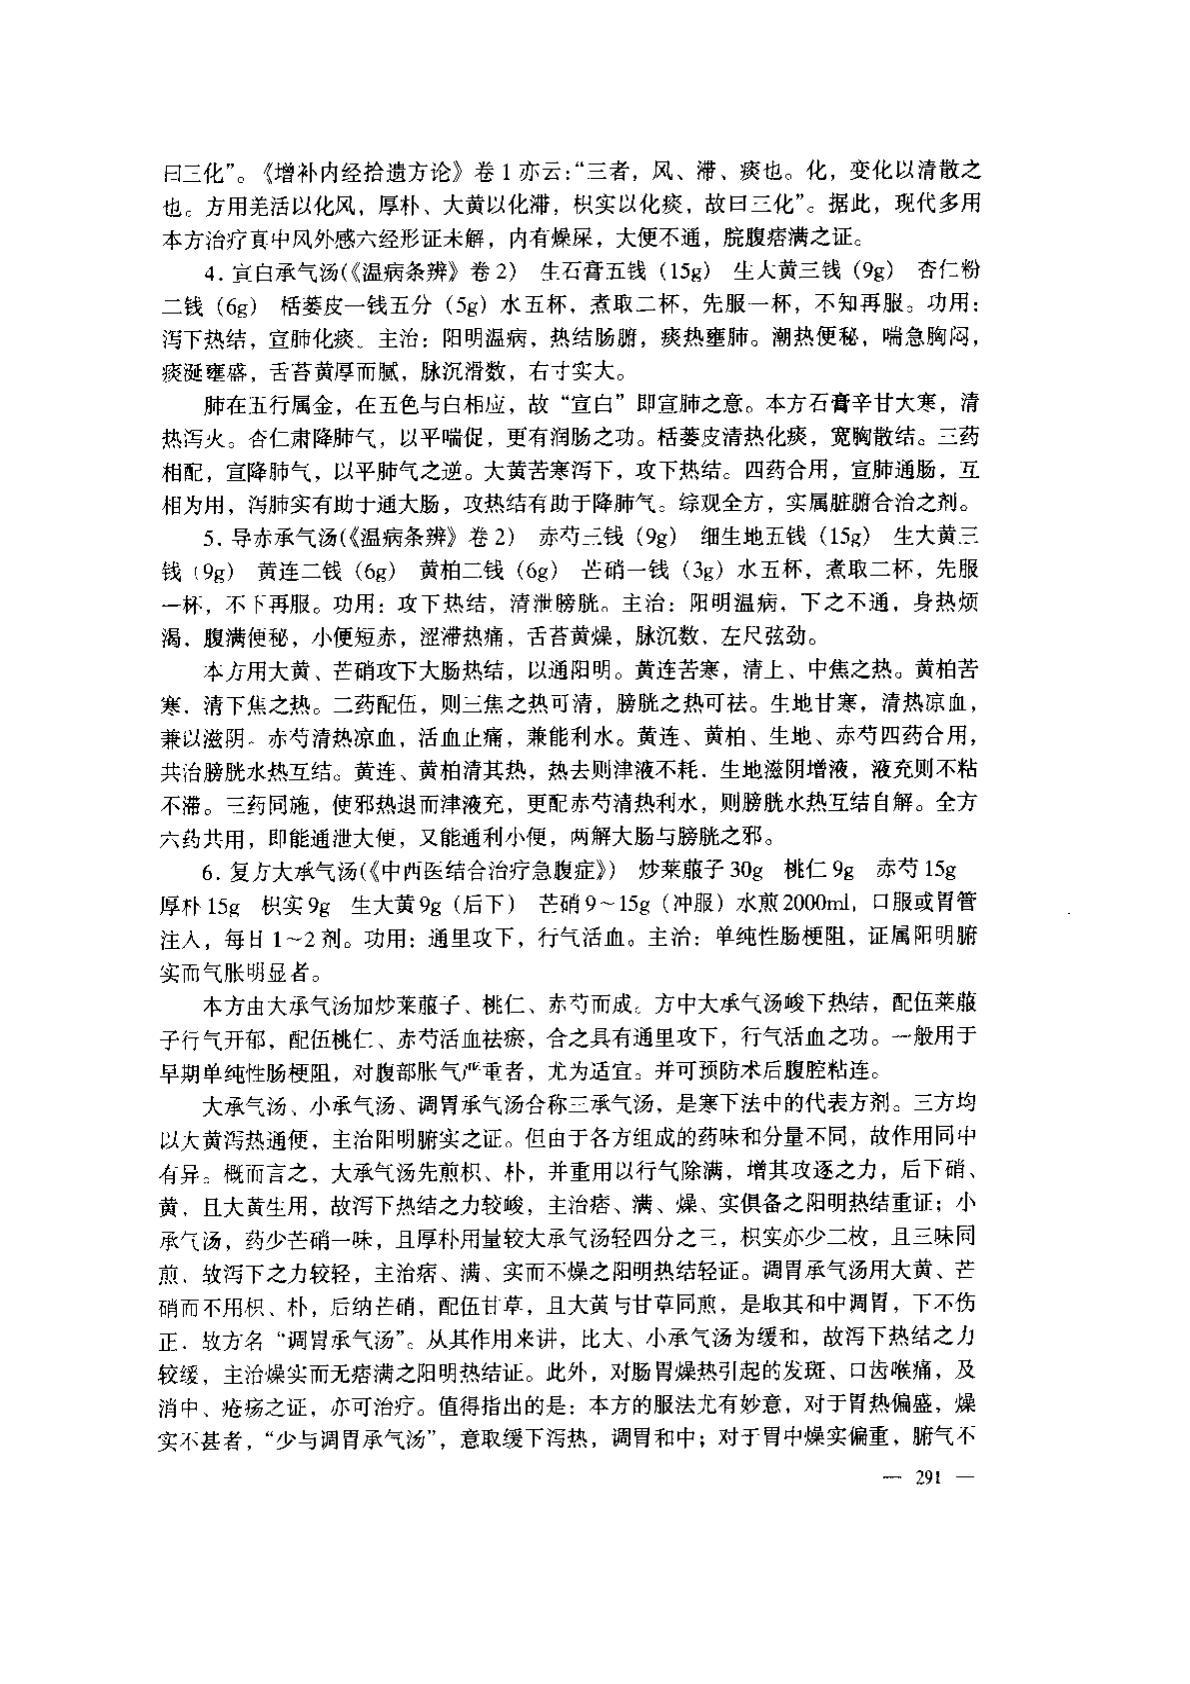 曰三化”。《增补内经拾遗方论》卷1亦云：“三者，风、滞、痰也。化，变化以清散之
也。方用羌活以化风，厚朴、大黄以化滞，枳实以化痰，故曰三化”。据此，现代多用
本方治疗真中风外感六经形证未解，内有燥屎，大便不通，脘腹痞满之证。
4．宣白承气汤(《温病条辨》卷2) 生石膏五钱（15g） 生大黄三钱（9g） 杏仁粉
二钱（6g） 栝蒌皮一钱五分（5g）水五杯，煮取二杯，先服一杯，不知再服。功用：
泻下热结，宣肺化痰。主治：阳明温病，热结肠腑，痰热壅肺。潮热便秘，喘急胸闷，
痰涎壅盛，舌苔黄厚而腻，脉沉滑数，右寸实大。
肺在五行属金，在五色与白相应，故“宣白”即宣肺之意。本方石膏辛甘大寒，清
热泻火。杏仁肃降肺气，以平喘促，更有润肠之功。栝蒌皮清热化痰，宽胸散结。三药
相配，宣降肺气，以平肺气之逆。大黄苦寒泻下，攻下热结。四药合用，宣肺通肠，互
相为用，泻肺实有助于通大肠，攻热结有助于降肺气。综观全方，实属脏腑合治之剂。
5．导赤承气汤(《温病条辨》卷2） 赤芍三钱（9g） 细生地五钱（15g） 生大黄三
钱（9g） 黄连二钱（6g） 黄柏二钱（6g） 芒硝一钱（3g）水五杯，煮取二杯，先服
一杯，不下再服。功用：攻下热结，清泄膀胱。主治：阳明温病，下之不通，身热烦
渴，腹满便秘，小便短赤，涩滞热痛，舌苔黄燥，脉沉数，左尺弦劲。
本方用大黄、芒硝攻下大肠热结，以通阳明。黄连苦寒，清上、中焦之热。黄柏苦
寒，清下焦之热。二药配伍，则三焦之热可清，膀胱之热可祛。生地甘寒，清热凉血，
兼以滋阴。赤芍清热凉血，活血止痛，兼能利水。黄连、黄柏、生地、赤芍四药合用，
共治膀胱水热互结。黄连、黄柏清其热，热去则津液不耗，生地滋阴增液，液充则不粘
不滞。三药同施，使邪热退而津液充，更配赤芍清热利水，则膀胱水热互结自解。全方
六药共用，即能通泄大便，又能通利小便，两解大肠与膀胱之邪。
6．复方大承气汤(《中西医结合治疗急腹症》） 炒莱菔子30g 桃仁9g 赤芍15g
厚朴15g 枳实9g 生大黄9g（后下） 芒硝9～15g（冲服）水煎2000ml，口服或胃管
注入，每日1～2剂。功用：通里攻下，行气活血。主治：单纯性肠梗阻，证属阳明腑
实而气胀明显者。
本方由大承气汤加炒莱菔子、桃仁、赤芍而成。方中大承气汤峻下热结，配伍莱菔
子行气开郁，配伍桃仁、赤芍活血祛瘀，合之具有通里攻下，行气活血之功。一般用于
早期单纯性肠梗阻，对腹部胀气严重者，尤为适宜。并可预防术后腹腔粘连。
大承气汤、小承气汤、调胃承气汤合称三承气汤，是寒下法中的代表方剂。三方均
以大黄泻热通便，主治阳明腑实之证。但由于各方组成的药味和分量不同，故作用同中
有异。概而言之，大承气汤先煎枳、朴，并重用以行气除满，增其攻逐之力，后下硝、
黄，且大黄生用，故泻下热结之力较峻，主治痞、满、燥、实俱备之阳明热结重证；小
承气汤，药少芒硝一味，且厚朴用量较大承气汤轻四分之三，枳实亦少二枚，且三味同
煎，故泻下之力较轻，主治痞、满、实而不燥之阳明热结轻证。调胃承气汤用大黄、芒
硝而不用枳、朴，后纳芒硝，配伍甘草，且大黄与甘草同煎，是取其和中调胃，下不伤
正，故方名“调胃承气汤”。从其作用来讲，比大、小承气汤为缓和，故泻下热结之力
较缓，主治燥实而无痞满之阳明热结证。此外，对肠胃燥热引起的发斑、口齿喉痛，及
消中、疮疡之证，亦可治疗。值得指出的是：本方的服法尤有妙意，对于胃热偏盛，燥
实不甚者，“少与调胃承气汤”，意取缓下泻热，调胃和中；对于胃中燥实偏重，腑气不
— 291 —